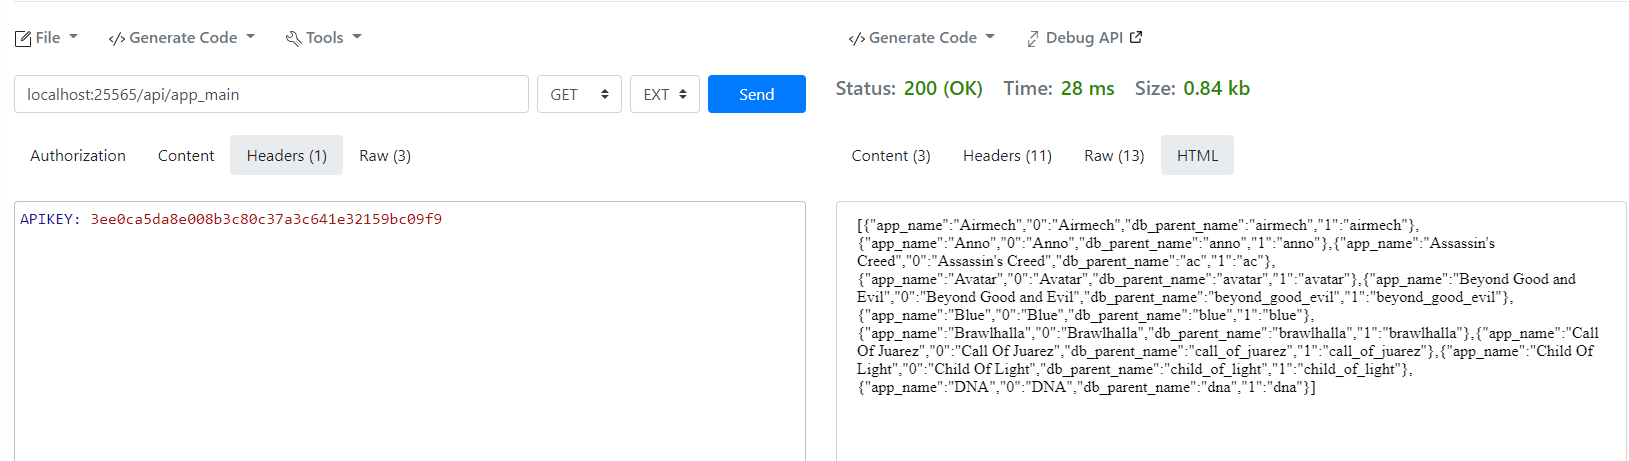 File
Generate Code
Tools
Generate Code
Debug API
localhost:25565/api/app_main
GET
EXT
Send
Status: 200 (OK) Time: 28 ms Size: 0.84 kb
Authorization
Content
Headers (1)
Raw (3)
Content (3)
Headers (11)
Raw (13)
HTML
APIKEY: 3ee0ca5da8e008b3c80c37a3c641e32159bc09f9
[{"app_name":"Airmech","0":"Airmech","db_parent_name":"airmech","1":"airmech"},
{"app_name":"Anno","0":"Anno","db_parent_name":"anno","1":"anno"},{"app_name":"Assassin's
Creed","0":"Assassin's Creed","db_parent_name":"ac","1":"ac"},
{"app_name":"Avatar","0":"Avatar","db_parent_name":"avatar","1":"avatar"},{"app_name":"Beyond Good and
Evil","0":"Beyond Good and Evil","db_parent_name":"beyond_good_evil","1":"beyond_good_evil"},
{"app_name":"Blue","0":"Blue","db_parent_name":"blue","1":"blue"},
{"app_name":"Brawlhalla","0":"Brawlhalla","db_parent_name":"brawlhalla","1":"brawlhalla"},{"app_name":"Call
Of Juarez","0":"Call Of Juarez","db_parent_name":"call_of_juarez","1":"call_of_juarez"},{"app_name":"Child Of
Light","0":"Child Of Light","db_parent_name":"child_of_light","1":"child_of_light"},
{"app_name":"DNA","0":"DNA","db_parent_name":"dna","1":"dna"}]